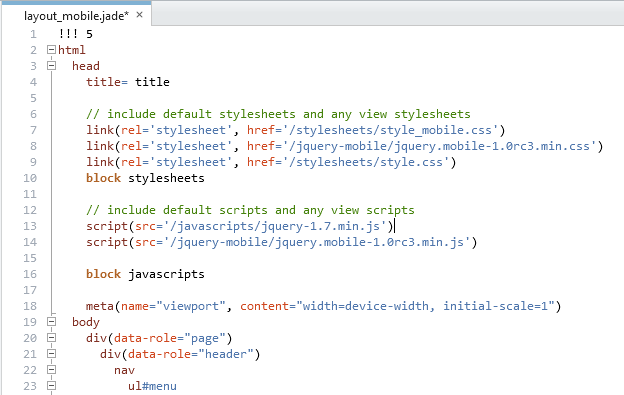 layout_mobile.jade* ×
1 !!! 5
2 html
3 head
4 title= title
5
6 // include default stylesheets and any view stylesheets
7 link(rel='stylesheet', href='/stylesheets/style_mobile.css')
8 link(rel='stylesheet', href='/jquery-mobile/jquery.mobile-1.0rc3.min.css')
9 link(rel='stylesheet', href='/stylesheets/style.css')
10 block stylesheets
11
12 // include default scripts and any view scripts
13 script(src='/javascripts/jquery-1.7.min.js')
14 script(src='/jquery-mobile/jquery.mobile-1.0rc3.min.js')
15
16 block javascripts
17
18 meta(name="viewport", content="width=device-width, initial-scale=1")
19 body
20 div(data-role="page")
21 div(data-role="header")
22 nav
23 ul#menu